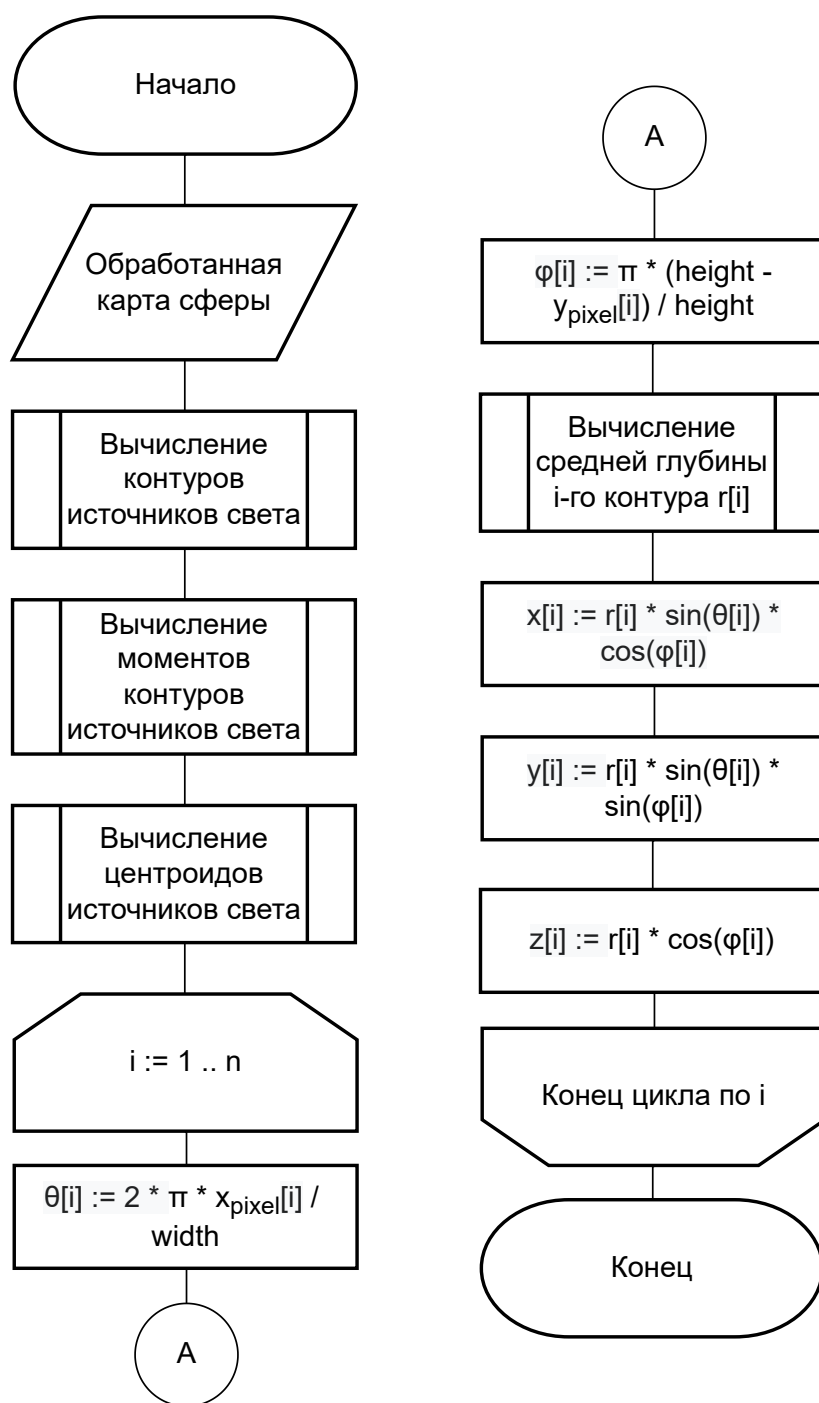 Начало
Обработанная
карта сферы
Вычисление
контуров
источников света
Вычисление
моментов
контуров
источников света
Вычисление
центроидов
источников света
i := 1 .. n
θ[i] := 2 * π * xpixel[i] /
width
A
A
φ[i] := π * (height -
ypixel[i]) / height
Вычисление
средней глубины
i-го контура r[i]
x[i] := r[i] * sin(θ[i]) *
cos(φ[i])
y[i] := r[i] * sin(θ[i]) *
sin(φ[i])
z[i] := r[i] * cos(φ[i])
Конец цикла по i
Конец